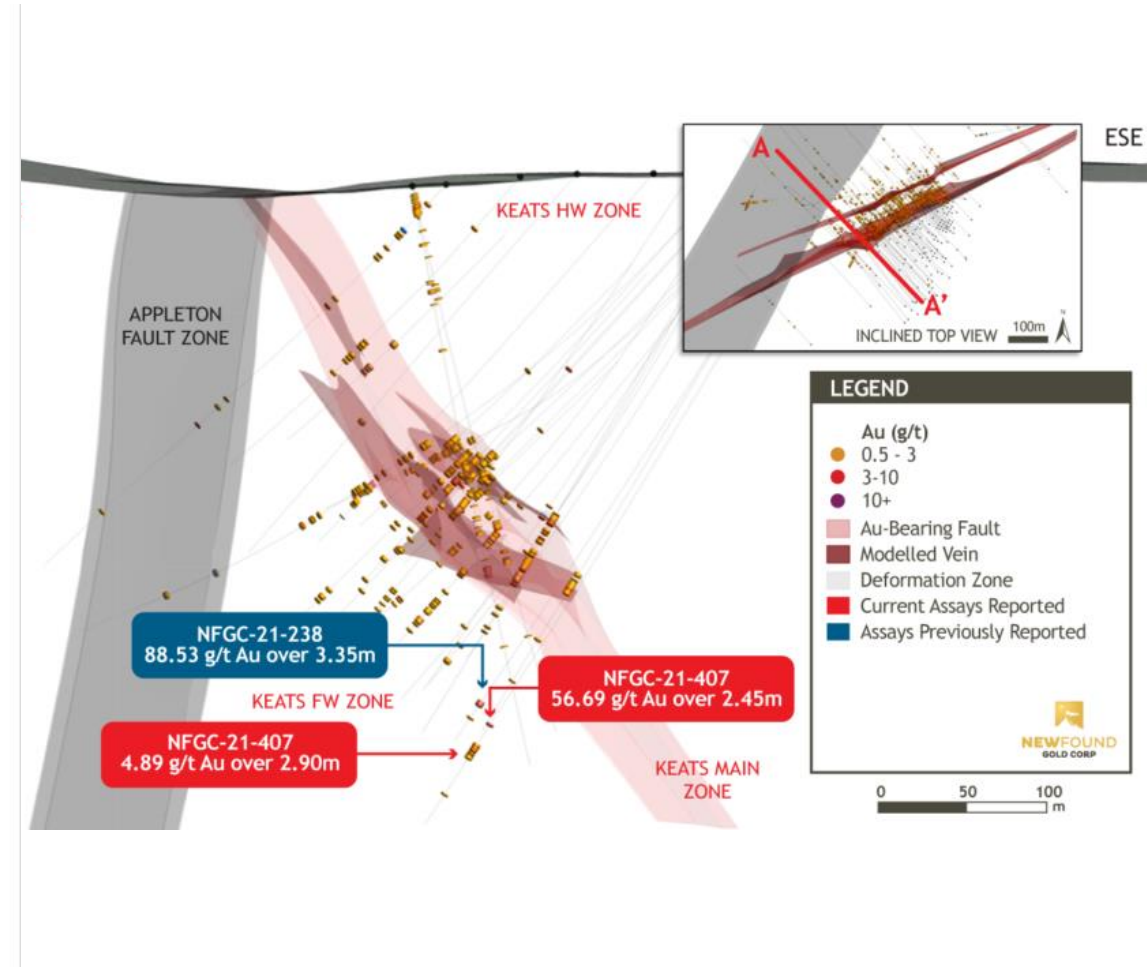 ESE
A
A'
N
INCLINED TOP VIEW
100m
KEATS HW ZONE
APPLETON
FAULT ZONE
LEGEND
Au (g/t)
0.5 - 3
3-10
10+
Au-Bearing Fault
Modelled Vein
Deformation Zone
Current Assays Reported
Assays Previously Reported
NEWFOUND
GOLD CORP
NFGC-21-238
88.53 g/t Au over 3.35m
KEATS FW ZONE
NFGC-21-407
56.69 g/t Au over 2.45m
NFGC-21-407
4.89 g/t Au over 2.90m
KEATS MAIN
ZONE
0 50 100
m